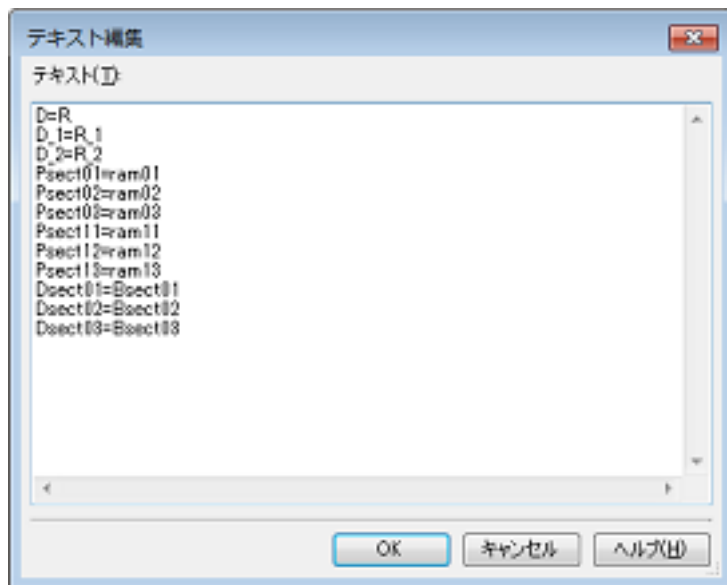 テキスト編集
テキスト(T):
D=R
D_1=R_1
D_2=R_2
Psect01=ram01
Psect02=ram02
Psect03=ram03
Psect11=ram11
Psect12=ram12
Psect13=ram13
Dsect01=Bsect01
Dsect02=Bsect02
Dsect03=Bsect03
OK
キャンセル
ヘルプ(H)